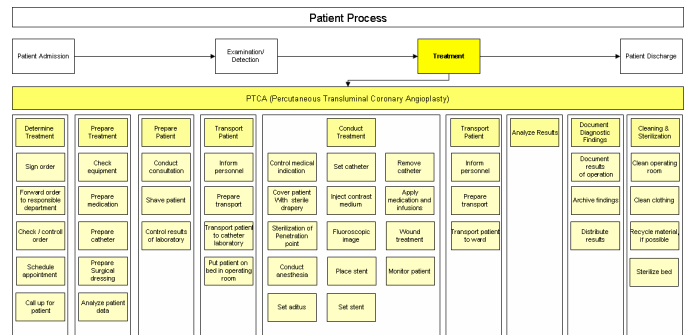 Patient Process
Patient Admission
Examination/
Detection
Treatment
Patient Discharge
PTCA (Percutaneous Transluminal Coronary Angioplasty)
Determine
Treatment
Sign order
Forward order
to responsible
department
Check / controll
order
Schedule
appointment
Call up for
patient
Prepare
Treatment
Check
equipment
Prepare
medication
Prepare
catheter
Prepare
Surgical
dressing
Analyze patient
data
Prepare
Patient
Conduct
consultation
Shave patient
Control results
of laboratory
Transport
Patient
Inform
personnel
Prepare
transport
Transport patient
to catheter
laboratory
Put patient on
bed in operating
room
Conduct
Treatment
Control medical
indication
Cover patient
With sterile
drapery
Sterilization of
Penetration
point
Conduct
anesthesia
Set aditus
Set catheter
Inject contrast
medium
Fluoroscopic
image
Place stent
Set stent
Remove
catheter
Apply
medication and
infusions
Wound
treatment
Monitor patient
Transport
Patient
Inform
personnel
Prepare
transport
Transport patient
to ward
Analyze Results
Document
Diagnostic
Findings
Document
results
of operation
Archive findings
Distribute
results
Cleaning &
Sterilization
Clean operating
room
Clean clothing
Recycle material,
if possible
Sterilize bed